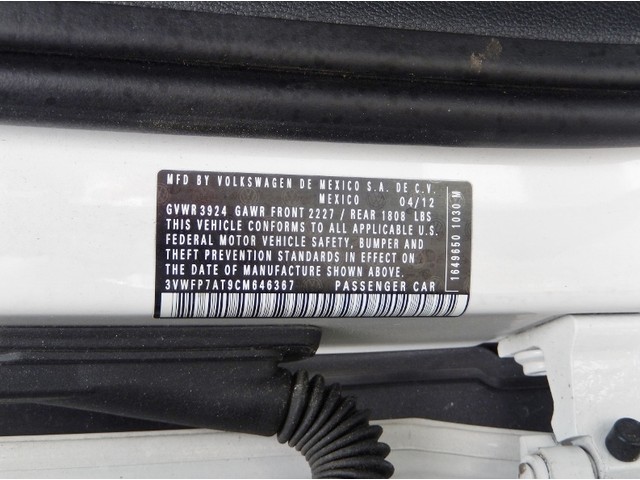 MFD BY VOLKSWAGEN DE MEXICO S.A. DE C.V.
MEXICO 04/12
GVWR 3924 GAWR FRONT 2227 / REAR 1808 LBS
THIS VEHICLE CONFORMS TO ALL APPLICABLE U.S.
FEDERAL MOTOR VEHICLE SAFETY, BUMPER AND
THEFT PREVENTION STANDARDS IN EFFECT ON
THE DATE OF MANUFACTURE SHOWN ABOVE.
3VWFP7AT9CM646367 PASSENGER CAR
1649650 1030 M